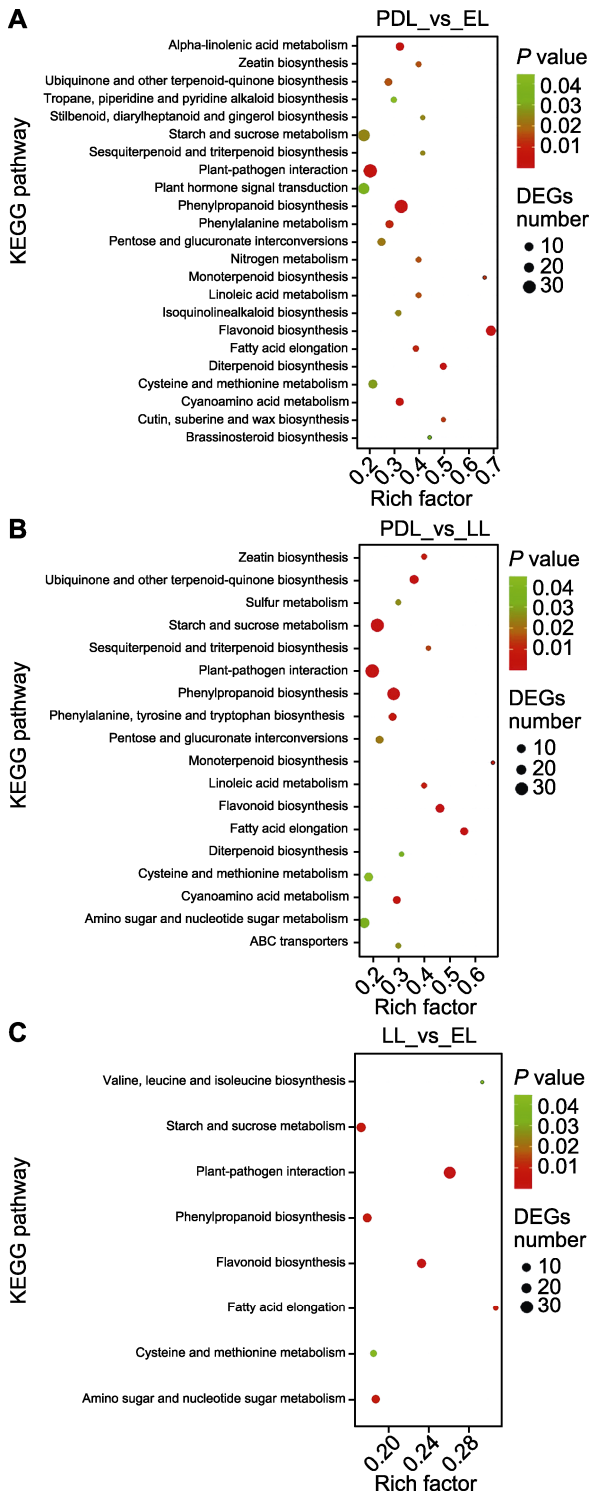 A
PDL_vs_EL
KEGG pathway
Alpha-linolenic acid metabolism
Zeatin biosynthesis
Ubiquinone and other terpenoid-quinone biosynthesis
Tropane, piperidine and pyridine alkaloid biosynthesis
Stilbenoid, diarylheptanoid and gingerol biosynthesis
Starch and sucrose metabolism
Sesquiterpenoid and triterpenoid biosynthesis
Plant-pathogen interaction
Plant hormone signal transduction
Phenylpropanoid biosynthesis
Phenylalanine metabolism
Pentose and glucuronate interconversions
Nitrogen metabolism
Monoterpenoid biosynthesis
Linoleic acid metabolism
Isoquinolinealkaloid biosynthesis
Flavonoid biosynthesis
Fatty acid elongation
Diterpenoid biosynthesis
Cysteine and methionine metabolism
Cyanoamino acid metabolism
Cutin, suberine and wax biosynthesis
Brassinosteroid biosynthesis
0.2 0.3 0.4 0.5 0.6 0.7
Rich factor
P value
0.04
0.03
0.02
0.01
DEGs
number
10
20
30
B
PDL_vs_LL
KEGG pathway
Zeatin biosynthesis
Ubiquinone and other terpenoid-quinone biosynthesis
Sulfur metabolism
Starch and sucrose metabolism
Sesquiterpenoid and triterpenoid biosynthesis
Plant-pathogen interaction
Phenylpropanoid biosynthesis
Phenylalanine, tyrosine and tryptophan biosynthesis
Pentose and glucuronate interconversions
Monoterpenoid biosynthesis
Linoleic acid metabolism
Flavonoid biosynthesis
Fatty acid elongation
Diterpenoid biosynthesis
Cysteine and methionine metabolism
Cyanoamino acid metabolism
Amino sugar and nucleotide sugar metabolism
ABC transporters
0.2 0.3 0.4 0.5 0.6
Rich factor
P value
0.04
0.03
0.02
0.01
DEGs
number
10
20
30
C
LL_vs_EL
KEGG pathway
Valine, leucine and isoleucine biosynthesis
Starch and sucrose metabolism
Plant-pathogen interaction
Phenylpropanoid biosynthesis
Flavonoid biosynthesis
Fatty acid elongation
Cysteine and methionine metabolism
Amino sugar and nucleotide sugar metabolism
0.20 0.24 0.28
Rich factor
P value
0.04
0.03
0.02
0.01
DEGs
number
10
20
30